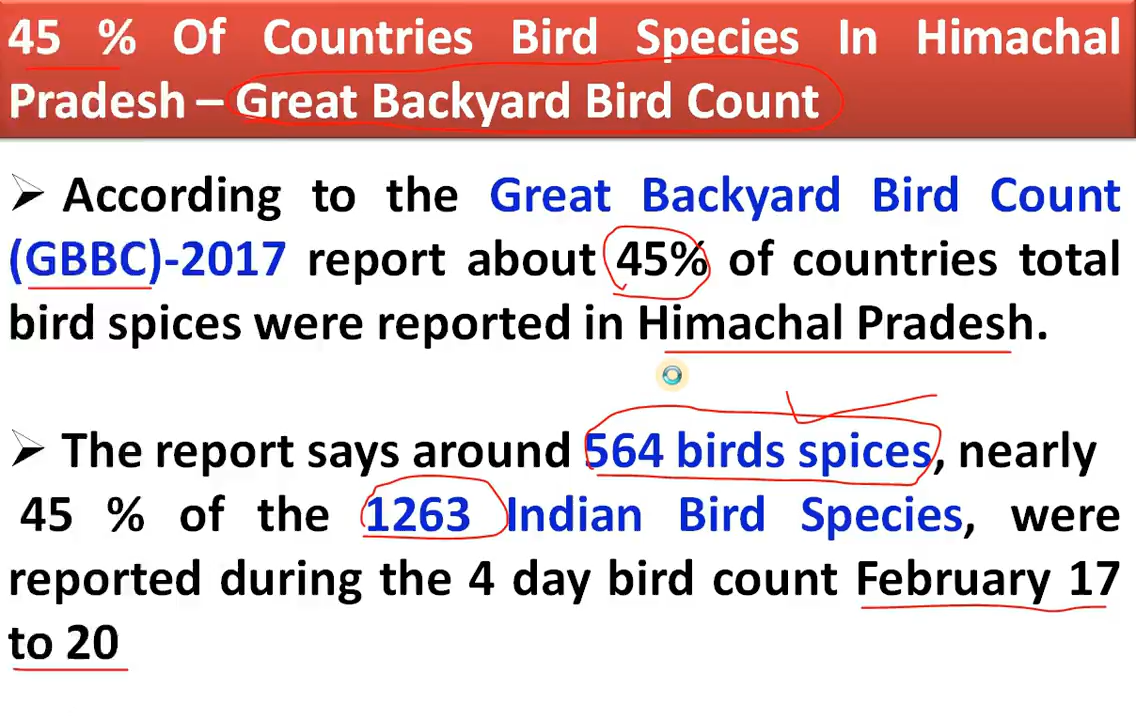 45 % Of Countries Bird Species In Himachal
Pradesh – Great Backyard Bird Count
➢ According to the Great Backyard Bird Count
(GBBC)-2017 report about 45% of countries total
bird spices were reported in Himachal Pradesh.
➢ The report says around 564 birds spices, nearly
45 % of the 1263 Indian Bird Species, were
reported during the 4 day bird count February 17
to 20